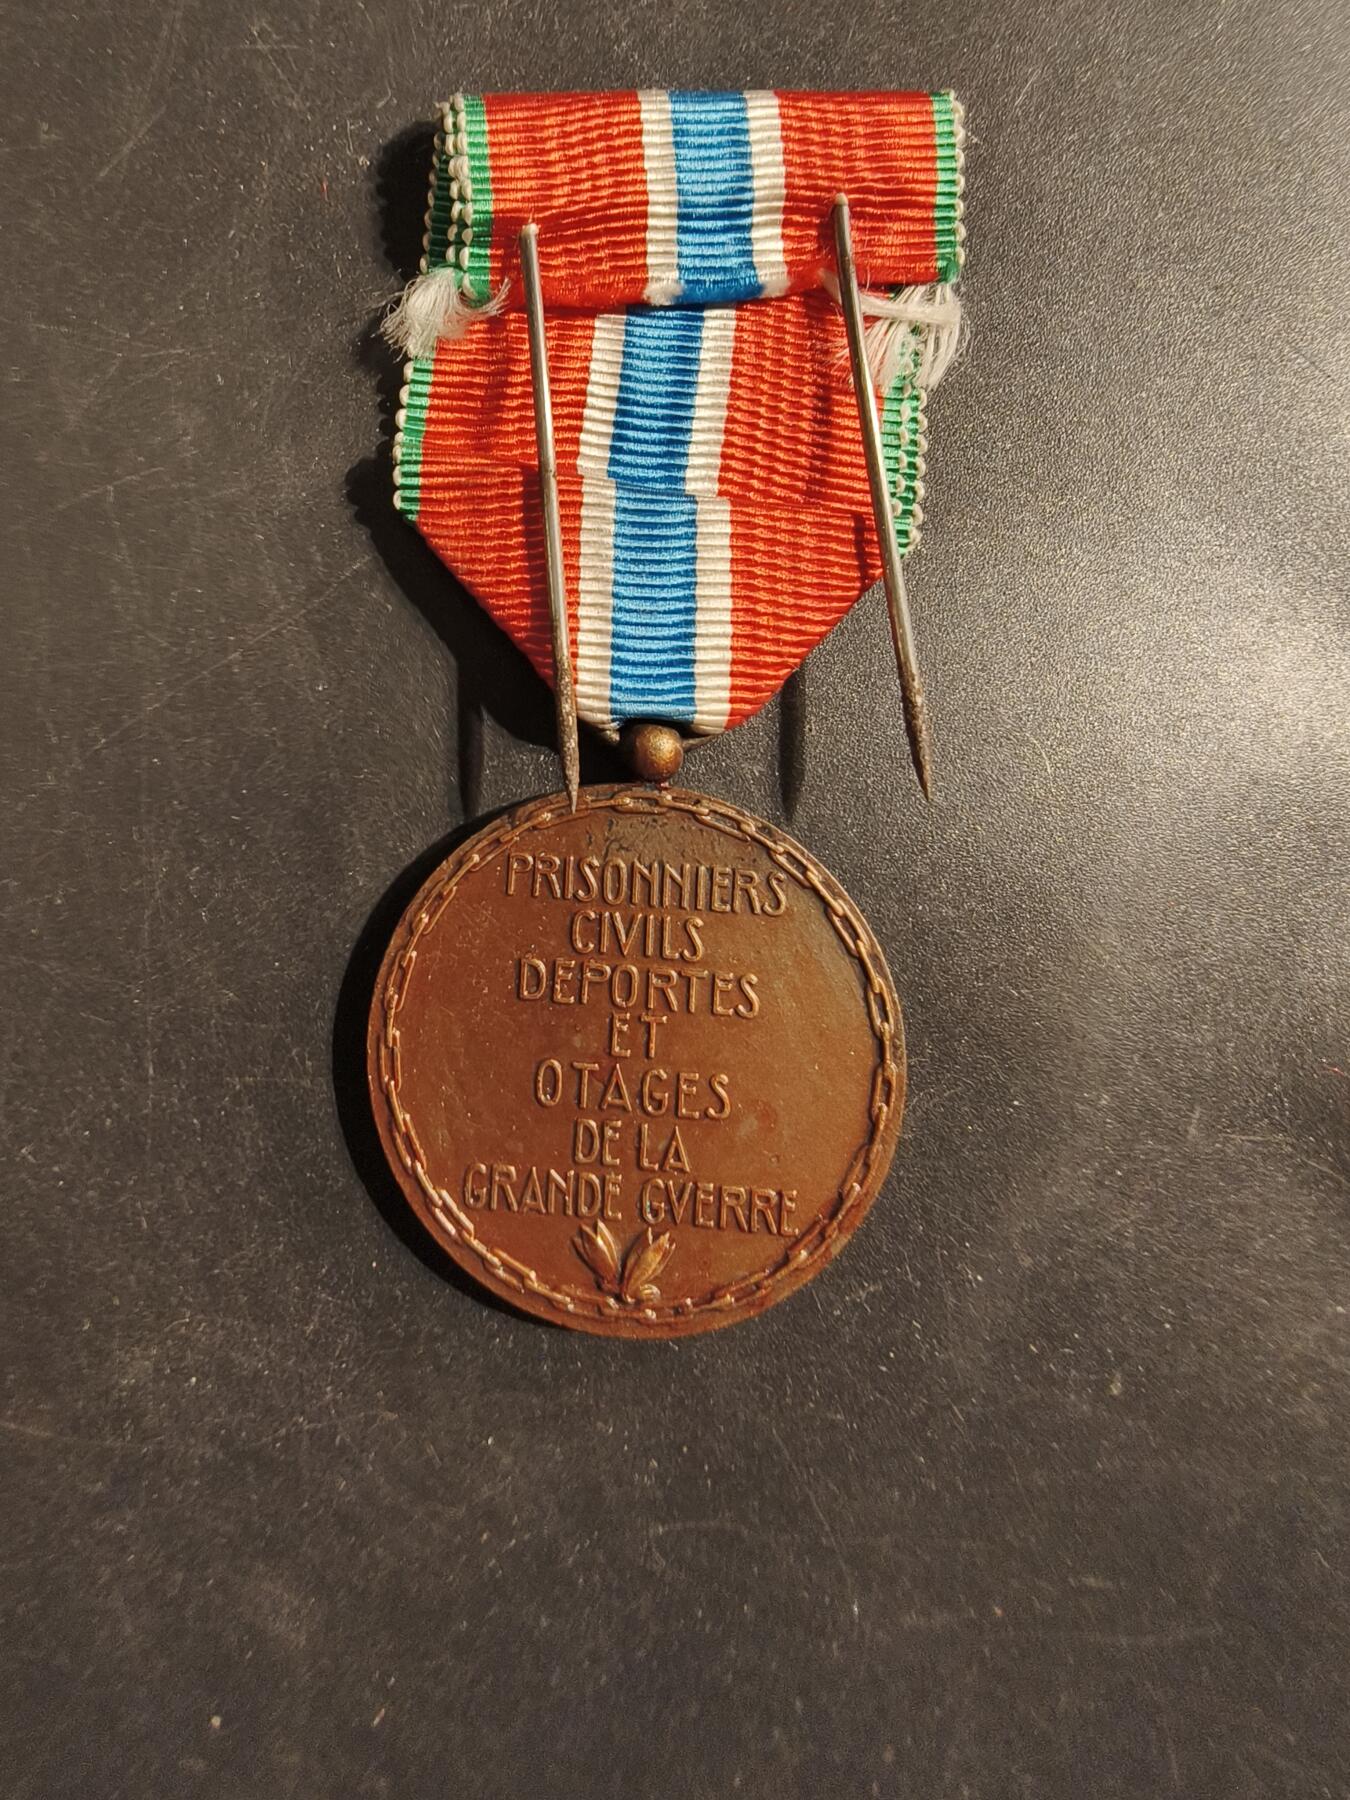 PRISONNIERS
CIVILS
DEPORTES
ET
OTAGES
DE LA
GRANDE GVERRE